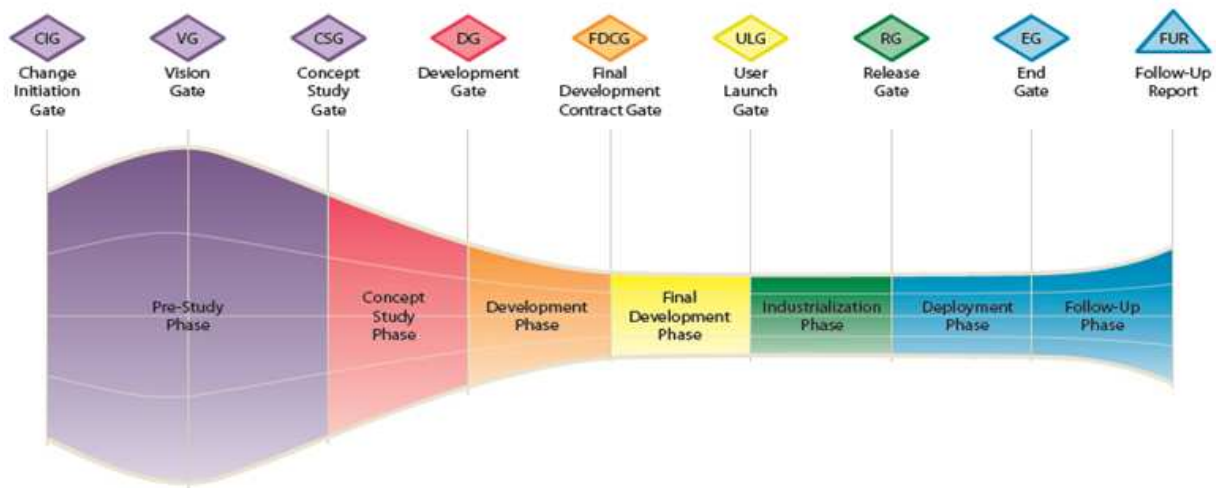 CIG
VG
CSG
DG
FDCG
ULG
RG
EG
FUR
Change
Initiation
Gate
Vision
Gate
Concept
Study
Gate
Development
Gate
Final
Development
Contract Gate
User
Launch
Gate
Release
Gate
End
Gate
Follow-Up
Report
Pre-Study
Phase
Concept
Study
Phase
Development
Phase
Final
Development
Phase
Industrialization
Phase
Deployment
Phase
Follow-Up
Phase